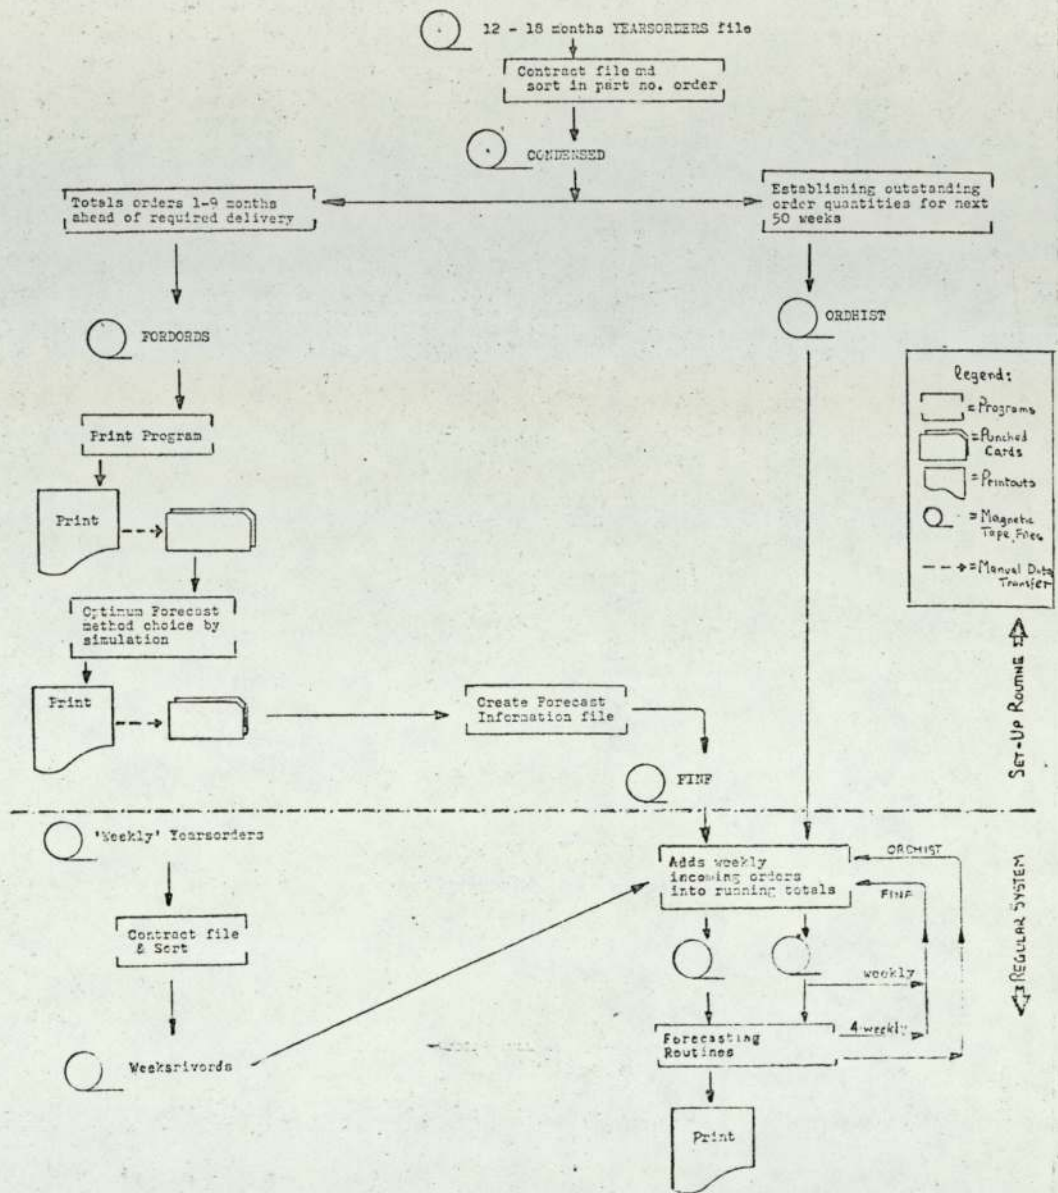 12 - 18 months YEARSORDERS file
Contract file and
sort in part no. order
CONDENSED
Totals orders 1-9 months
ahead of required delivery
Establishing outstanding
order quantities for next
50 weeks
FORDORDS
ORDHIST
legend:
= Programs
= Punched
Cards
= Printouts
= Magnetic
Tape Files
= Manual Data
Transfer
Print Program
Print
Optimum Forecast
method choice by
simulation
Print
Create Forecast
Information file
FINF
SET-UP ROUTINE
'Weekly' Yearsorders
Adds weekly
incoming orders
into running totals
ORCHIST
FINF
REGULAR SYSTEM
Contract file
& Sort
weekly
Weeksrivords
Forecasting
Routines
4 weekly
Print